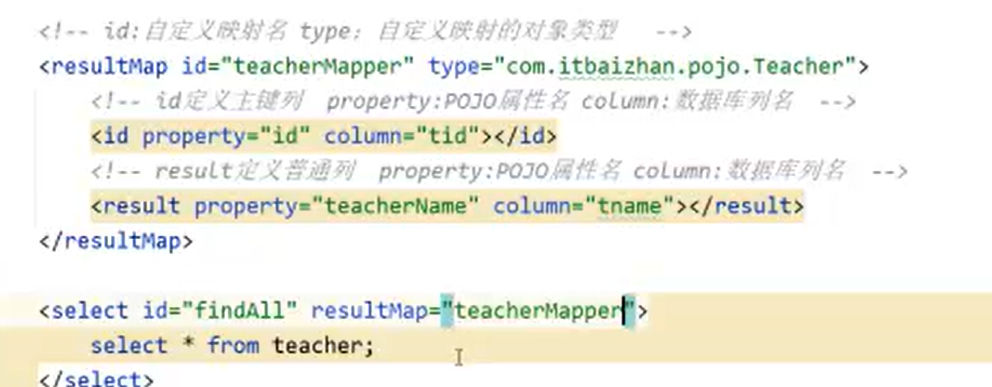 <!-- id:自定义映射名 type：自定义映射的对象类型   -->
<resultMap id="teacherMapper" type="com.itbaizhan.pojo.Teacher">
<!-- id定义主键列  property:POJO属性名 column:数据库列名  -->
<id property="id" column="tid"></id>
<!-- result定义普通列  property:POJO属性名 column:数据库列名  -->
<result property="teacherName" column="tname"></result>
</resultMap>
<select id="findAll" resultMap="teacherMapper">
select * from teacher;
</select>